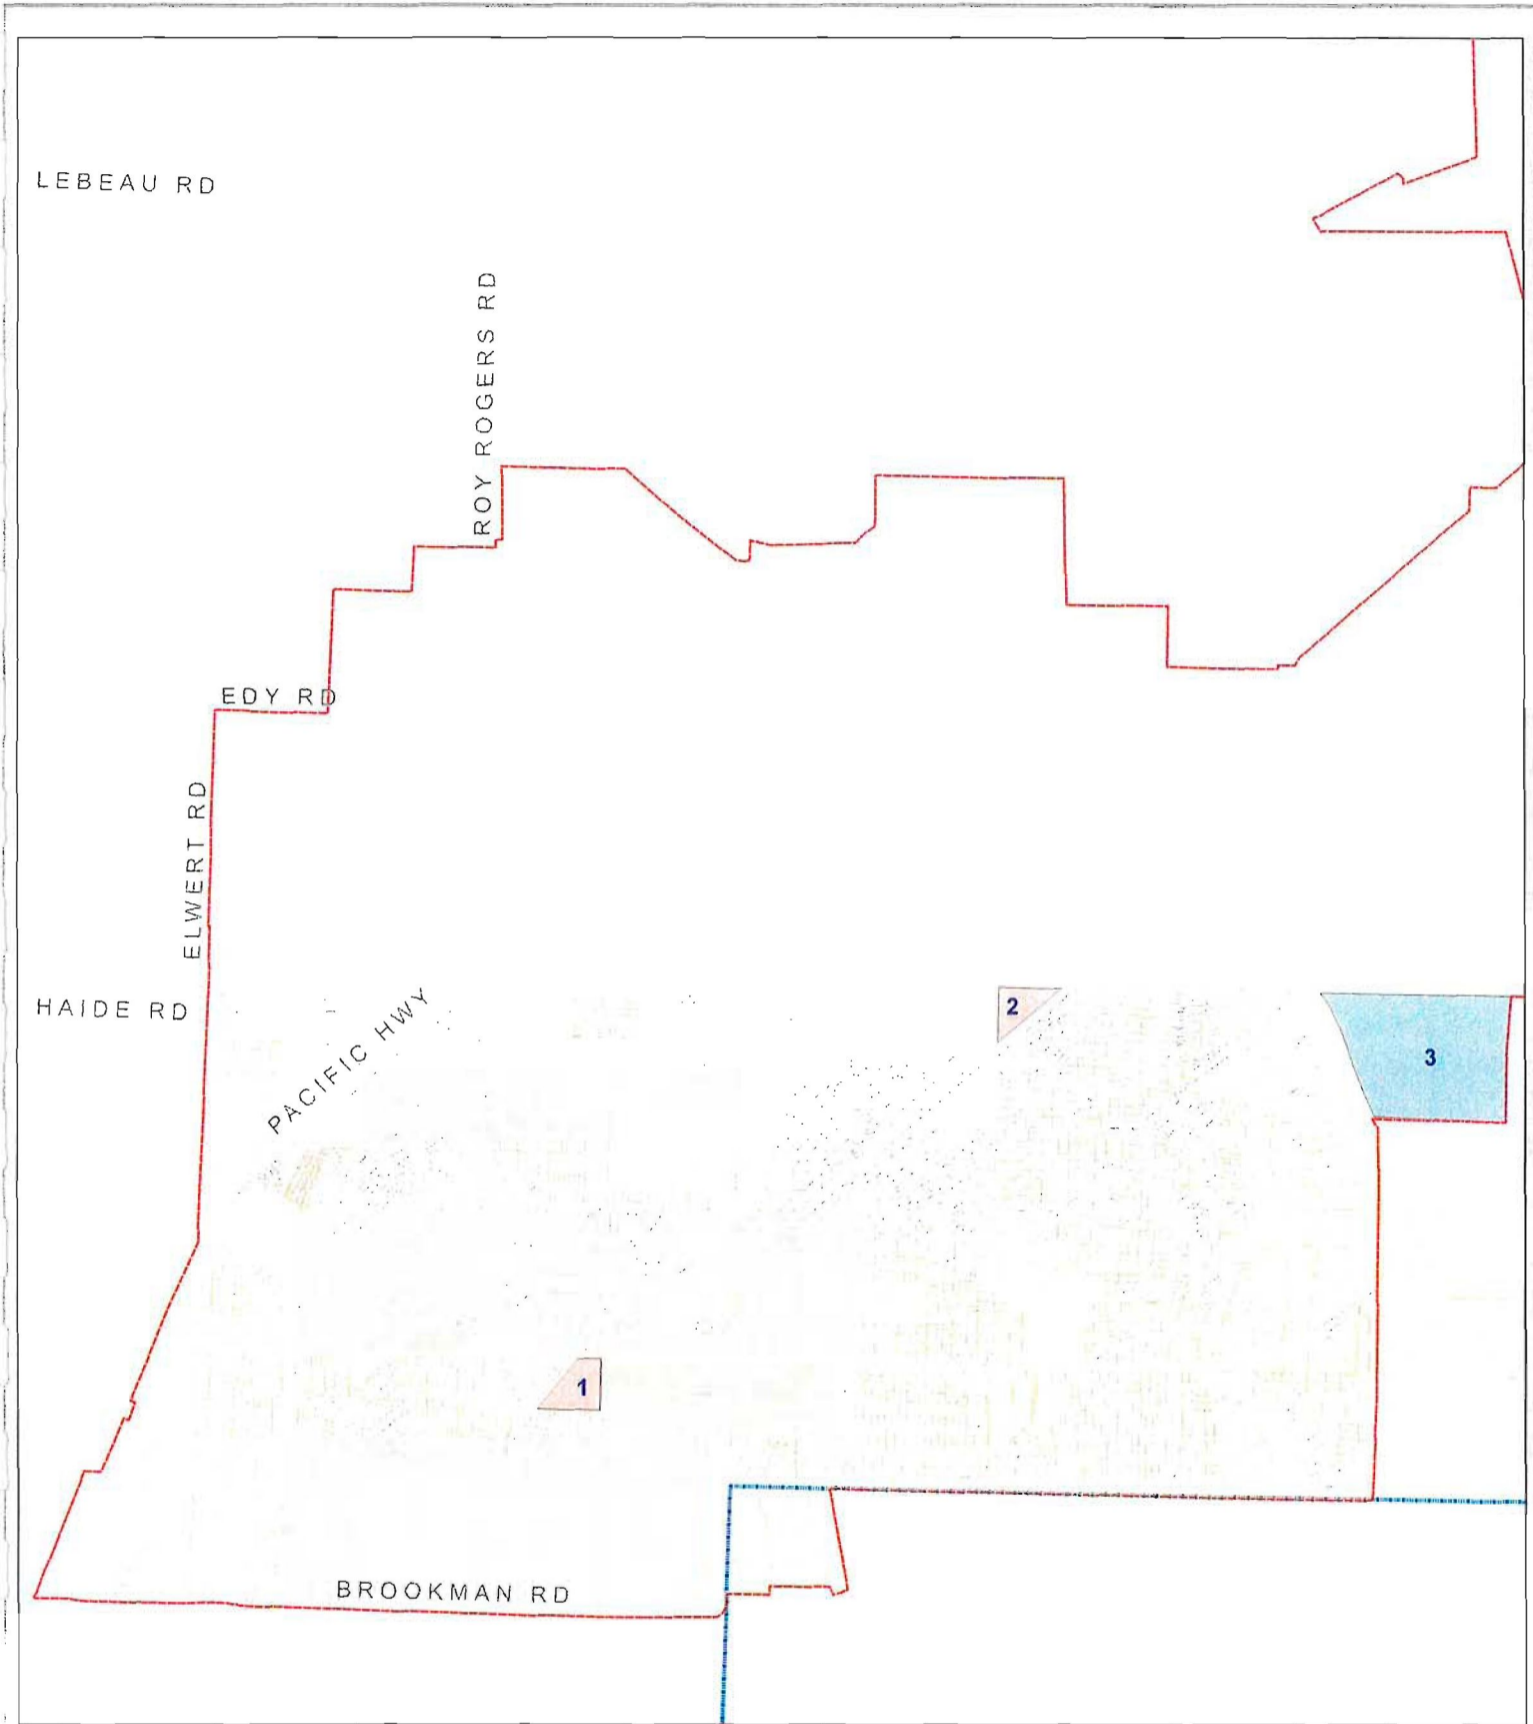 LEBEAU RD
ROY ROGERS RD
EDY RD
ELWERT RD
HAIDE RD
PACIFIC HWY
2
3
1
BROOKMAN RD